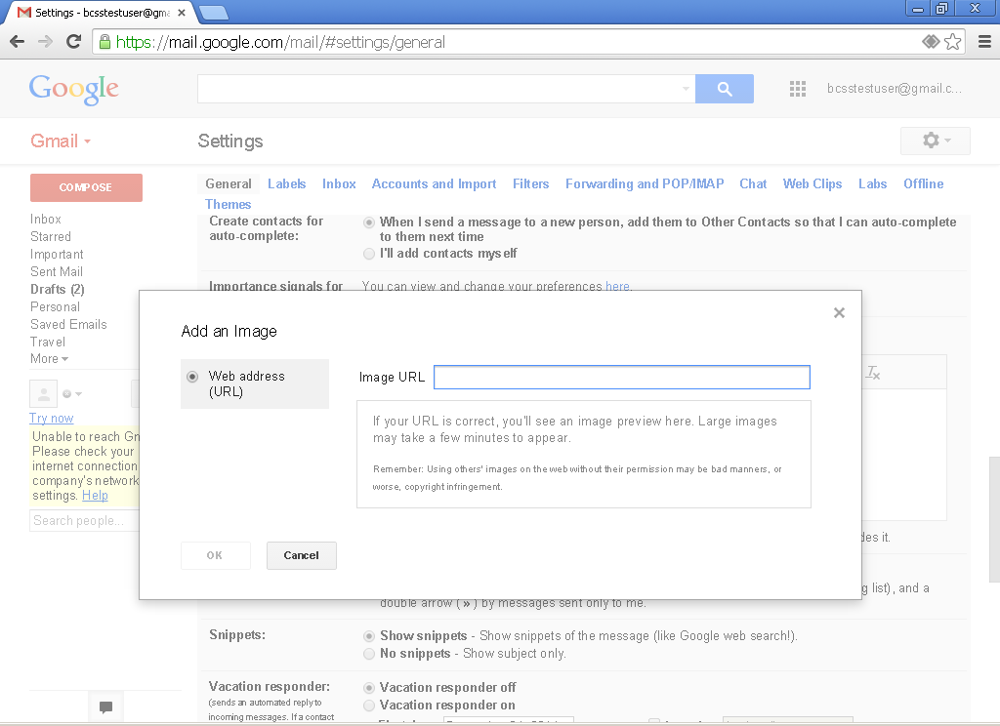 Settings - bcsstestuser@gma
https://mail.google.com/mail/#settings/general
Google
bcsstestuser@gmail.c...
Gmail
Settings
COMPOSE
General Labels Inbox Accounts and Import Filters Forwarding and POP/IMAP Chat Web Clips Labs Offline
Themes
Inbox
Starred
Important
Sent Mail
Drafts (2)
Personal
Saved Emails
Travel
More
Try now
Unable to reach Gm
Please check your
internet connection
company's network
settings. Help
Search people...
Create contacts for
auto-complete:
When I send a message to a new person, add them to Other Contacts so that I can auto-complete
to them next time
I'll add contacts myself
Importance signals for
You can view and change your preferences here.
Add an Image
Web address
(URL)
Image URL
If your URL is correct, you'll see an image preview here. Large images
may take a few minutes to appear.
Remember: Using others' images on the web without their permission may be bad manners, or
worse, copyright infringement.
OK
Cancel
des it.
g list), and a
double arrow ( » ) by messages sent only to me.
Snippets:
Show snippets - Show snippets of the message (like Google web search!).
No snippets - Show subject only.
Vacation responder:
(sends an automated reply to
incoming messages. If a contact
Vacation responder off
Vacation responder on